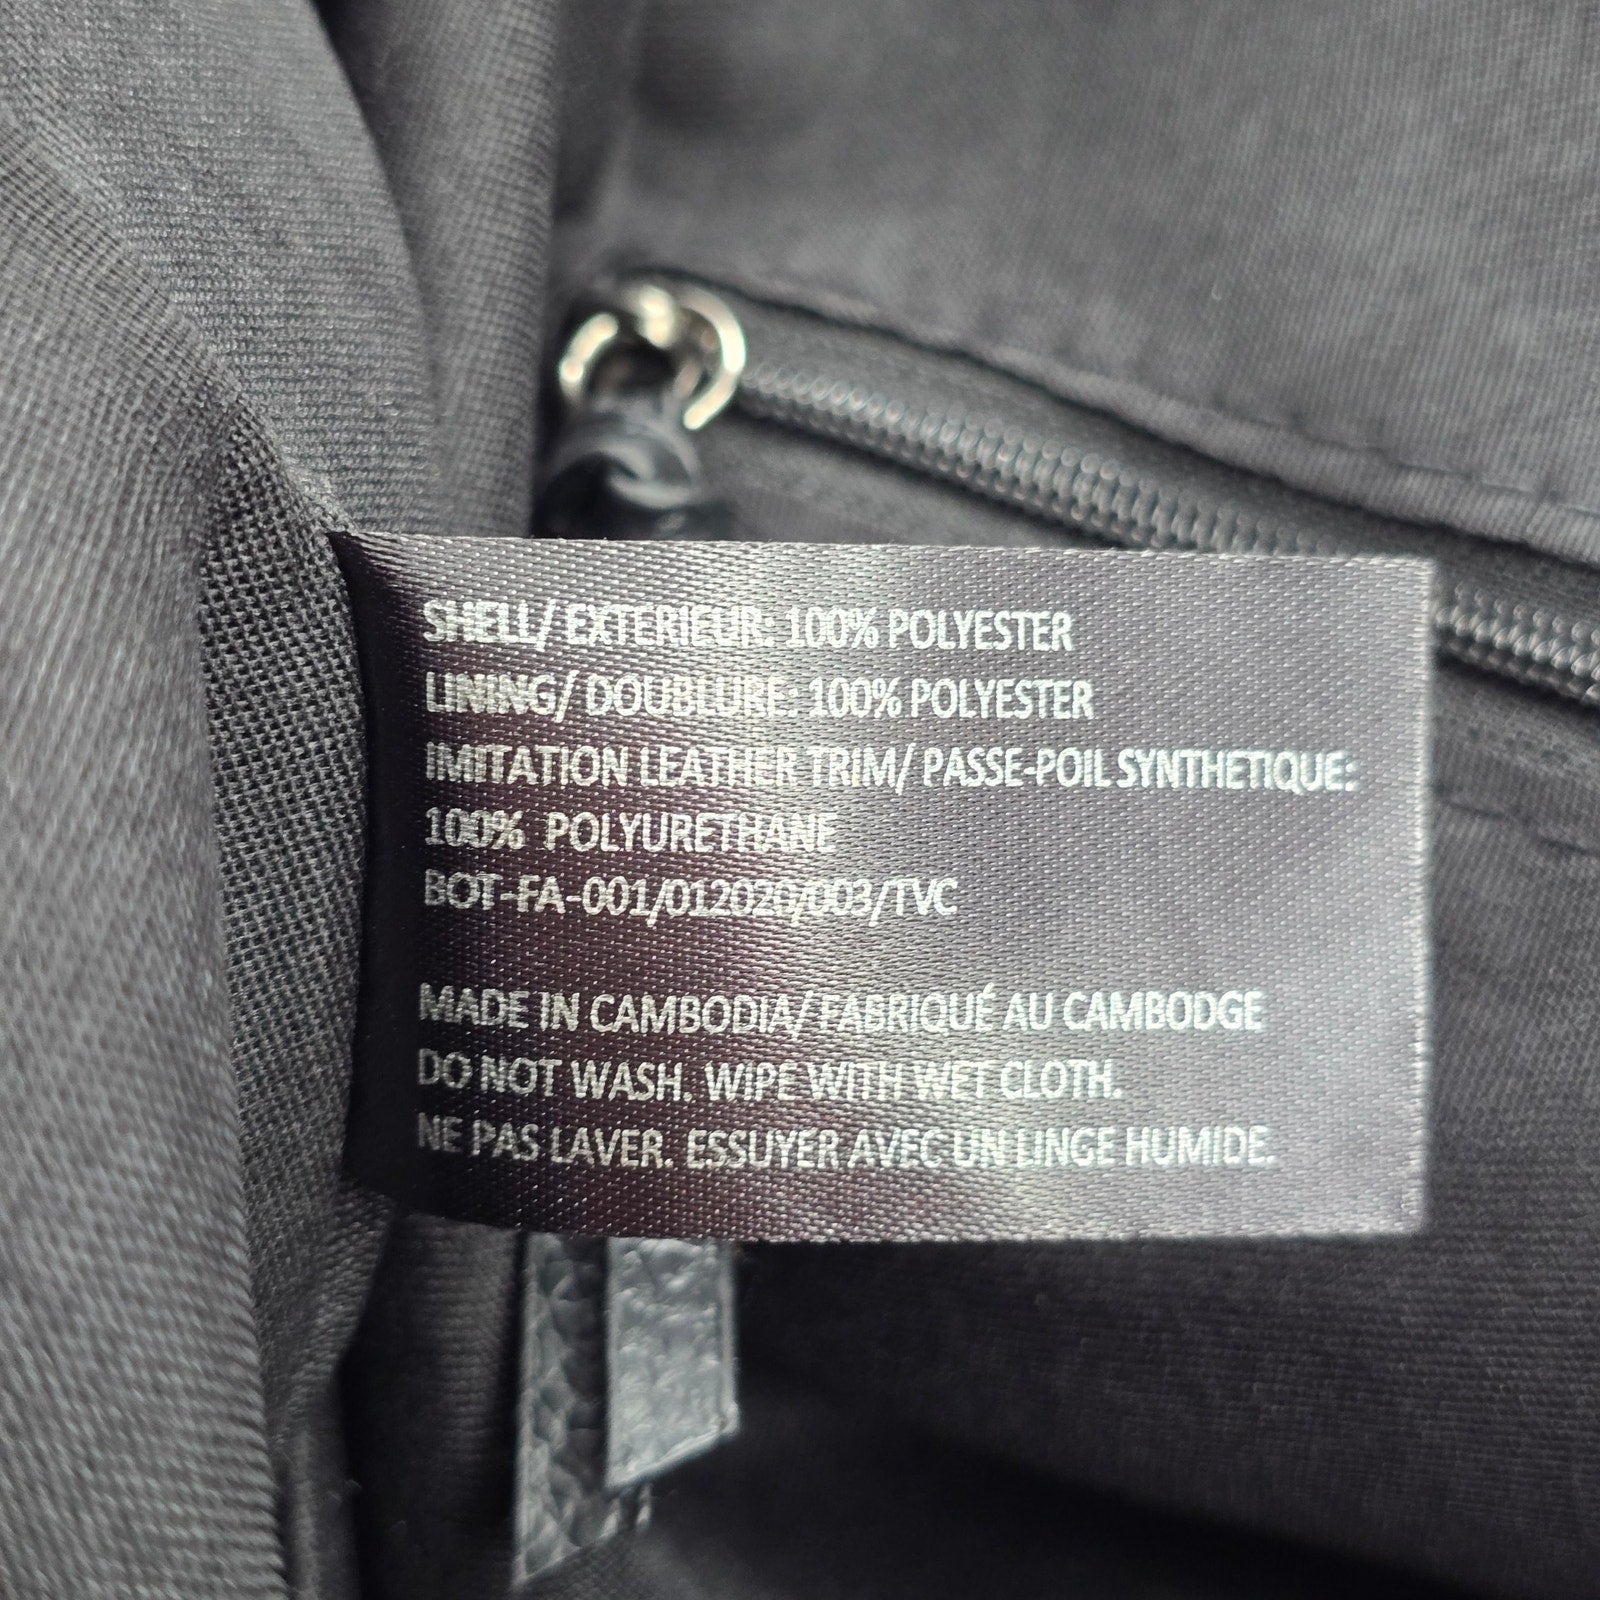 SHELL/ EXTERIEUR: 100% POLYESTER
LINING/ DOUBLURE: 100% POLYESTER
IMITATION LEATHER TRIM/ PASSE-POIL SYNTHETIQUE:
100% POLYURETHANE
BOT-FA-001/012020/003/TVC
MADE IN CAMBODIA/ FABRIQUÉ AU CAMBODGE
DO NOT WASH. WIPE WITH WET CLOTH.
NE PAS LAVER. ESSUYER AVEC UN LINGE HUMIDE.